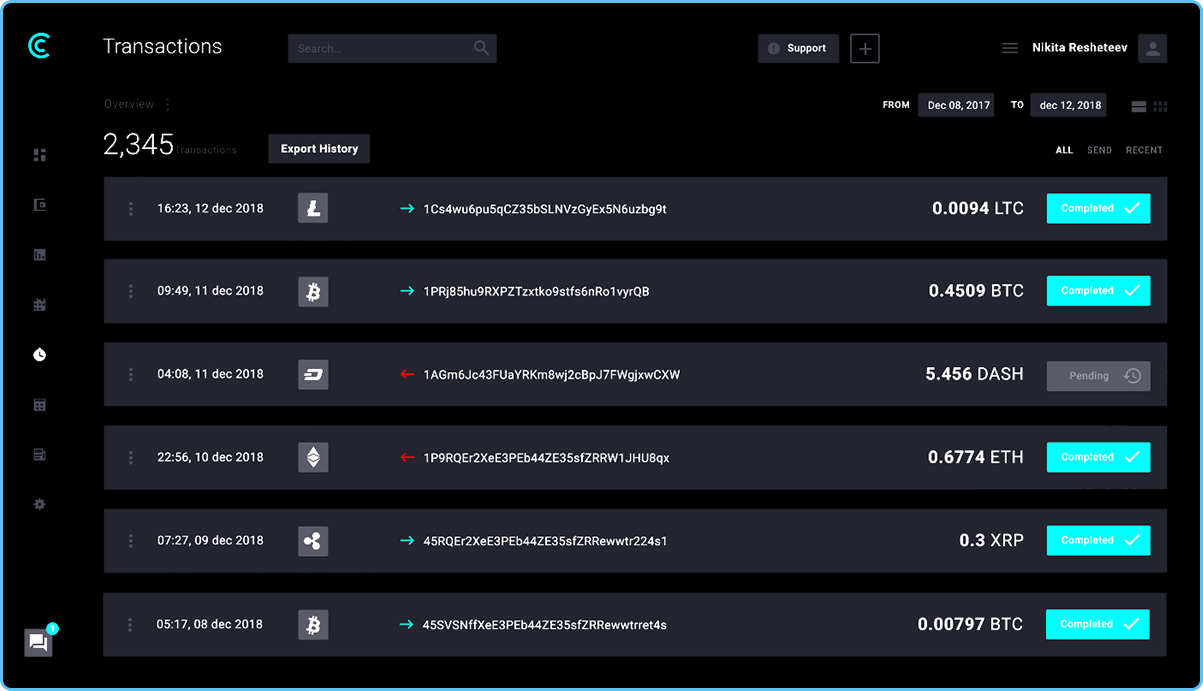 Transactions
Search...
Support
Nikita Resheteev
Overview
FROM Dec 08, 2017 TO dec 12, 2018
2,345 Transactions
Export History
ALL SEND RECENT
16:23, 12 dec 2018 1Cs4wu6pu5qCZ35bSLNVzGyEx5N6uzbg9t 0.0094 LTC Completed
09:49, 11 dec 2018 1PRj85hu9RXPZTzxtko9stfs6nRo1vyrQB 0.4509 BTC Completed
04:08, 11 dec 2018 1AGm6Jc43FUaYRKm8wj2cBpJ7FWgjxwCXW 5.456 DASH Pending
22:56, 10 dec 2018 1P9RQEr2XeE3PEb44ZE35sfZRRW1JHU8qx 0.6774 ETH Completed
07:27, 09 dec 2018 45RQEr2XeE3PEb44ZE35sfZRRewwtr224s1 0.3 XRP Completed
05:17, 08 dec 2018 45SVSNffXeE3PEb44ZE35sfZRRewwtrret4s 0.00797 BTC Completed
1